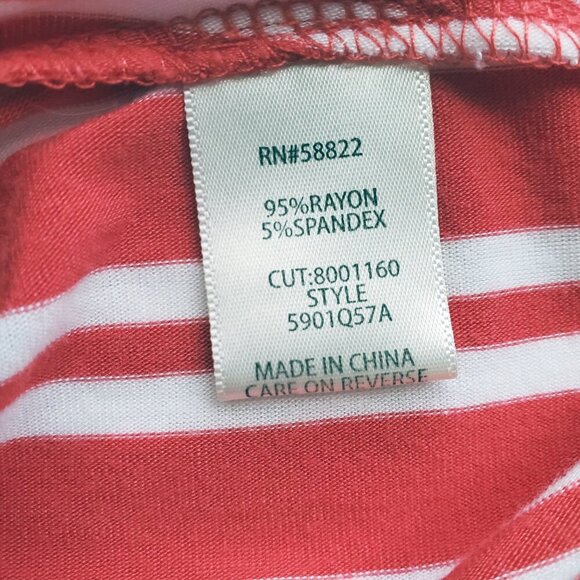 RN#58822
95%RAYON
5%SPANDEX
CUT:8001160
STYLE
5901Q57A
MADE IN CHINA
CARE ON REVERSE